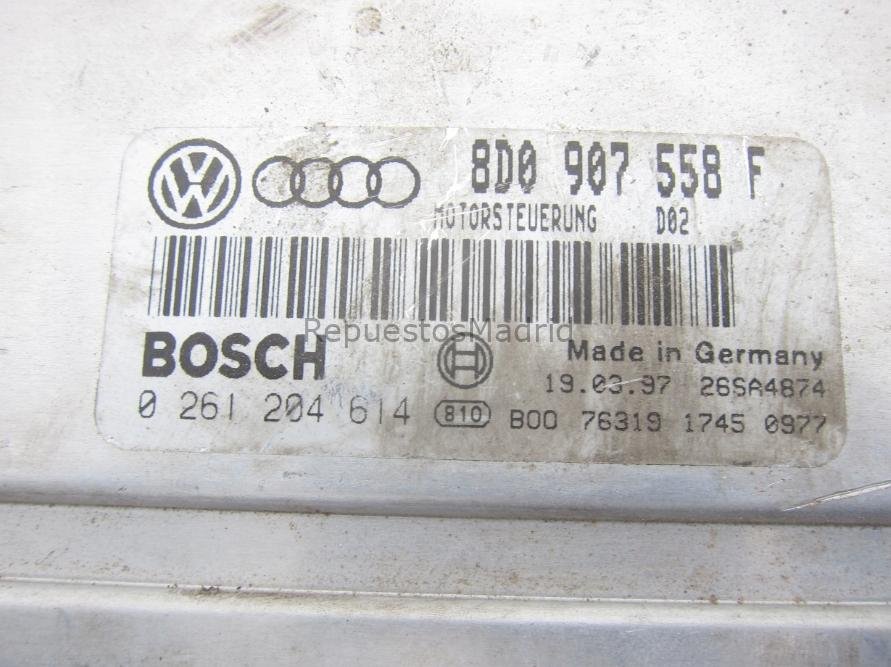 8D0 907 558 F
MOTORSTEUERUNG D02
RepuestosMadrid
BOSCH
Made in Germany
19.03.97 26SA4874
0 261 204 614 810 B00 76319 1745 0977